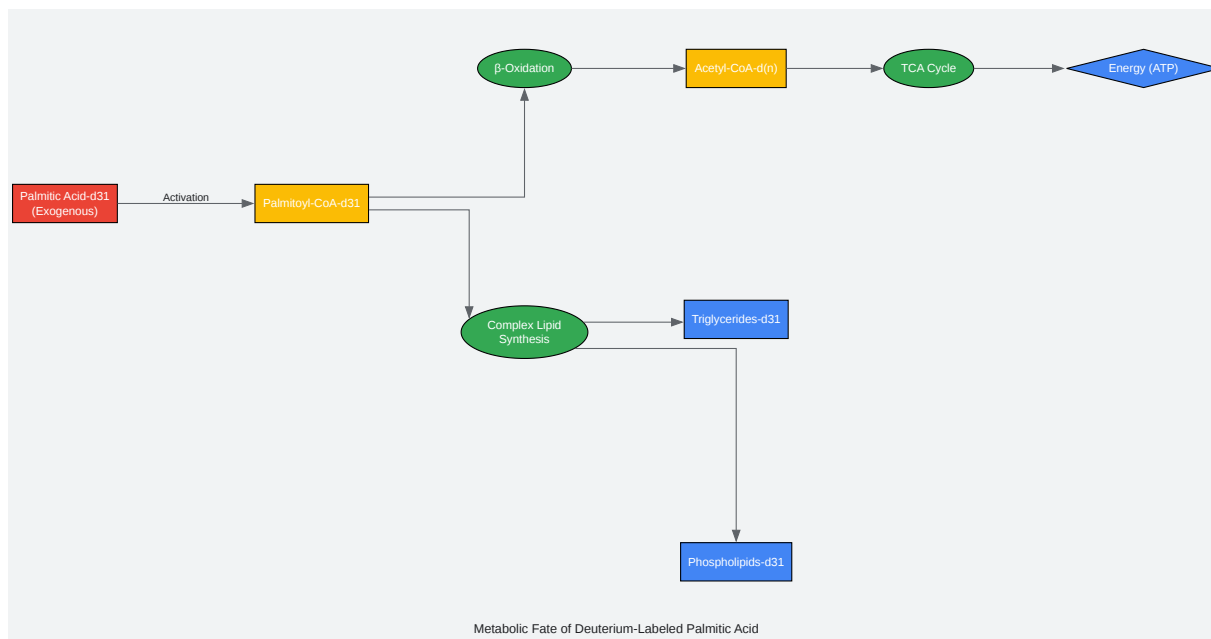 β-Oxidation
Acetyl-CoA-d(n)
TCA Cycle
Energy (ATP)
Palmitic Acid-d31
(Exogenous)
Activation
Palmitoyl-CoA-d31
Complex Lipid
Synthesis
Triglycerides-d31
Phospholipids-d31
Metabolic Fate of Deuterium-Labeled Palmitic Acid